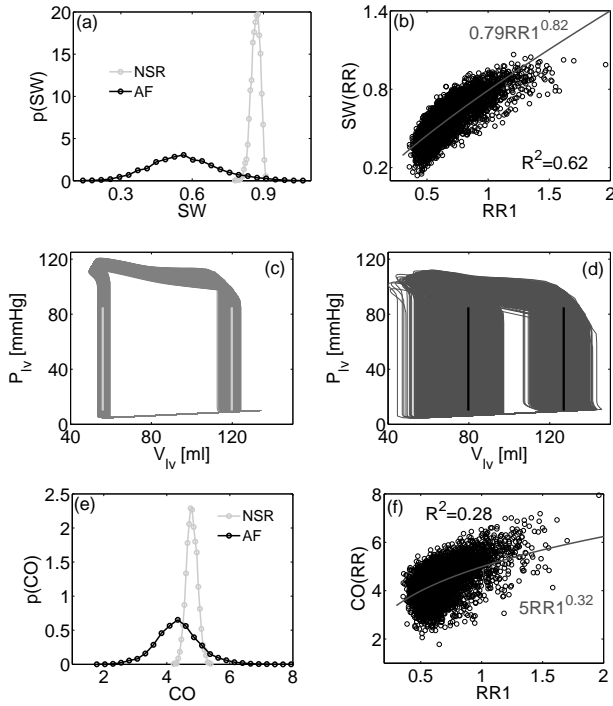 (a)
NSR
AF
p(SW)
20
15
10
5
0
0.3 0.6 0.9
SW
(b)
0.79RR1^0.82
SW(RR)
1.4
0.8
0.2
R^2=0.62
0.5 1 1.5 2
RR1
(c)
P_lv [mmHg]
120
80
40
0
40 80 120
V_lv [ml]
(d)
P_lv [mmHg]
120
80
40
0
40 80 120
V_lv [ml]
(e)
NSR
AF
p(CO)
2.5
2
1.5
1
0.5
0
2 4 6 8
CO
(f)
R^2=0.28
CO(RR)
8
6
4
2
5RR1^0.32
0.5 1 1.5 2
RR1